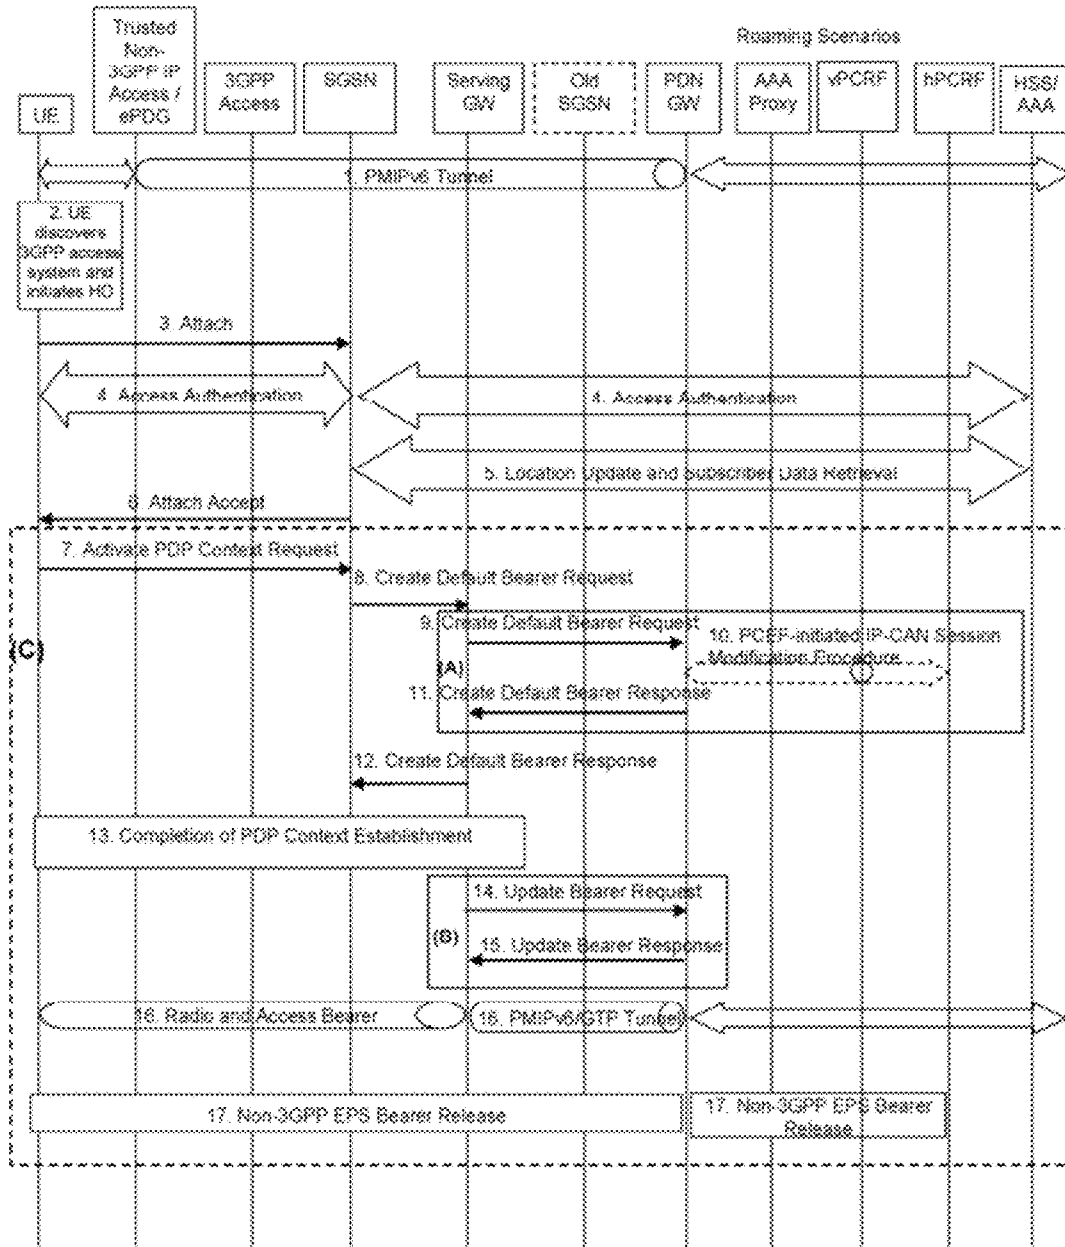 Roaming Scenarios
UE
Trusted
Non-
3GPP IP
Access /
ePDG
3GPP
Access
SGSN
Serving
GW
Old
SGSN
PDN
GW
AAA
Proxy
vPCRF
hPCRF
HSS/
AAA
1. PMIPv6 Tunnel
2. UE
discovers
3GPP access
system and
initiates HO
3. Attach
4. Access Authentication
4. Access Authentication
5. Location Update and Subscriber Data Retrieval
6. Attach Accept
7. Activate PDP Context Request
8. Create Default Bearer Request
(C)
9. Create Default Bearer Request
10. PCEF-initiated IP-CAN Session
Modification Procedure
(A)
11. Create Default Bearer Response
12. Create Default Bearer Response
13. Completion of PDP Context Establishment
14. Update Bearer Request
(B)
15. Update Bearer Response
16. Radio and Access Bearer
16. PMIPv6/GTP Tunnel
17. Non-3GPP EPS Bearer Release
17. Non-3GPP EPS Bearer
Release